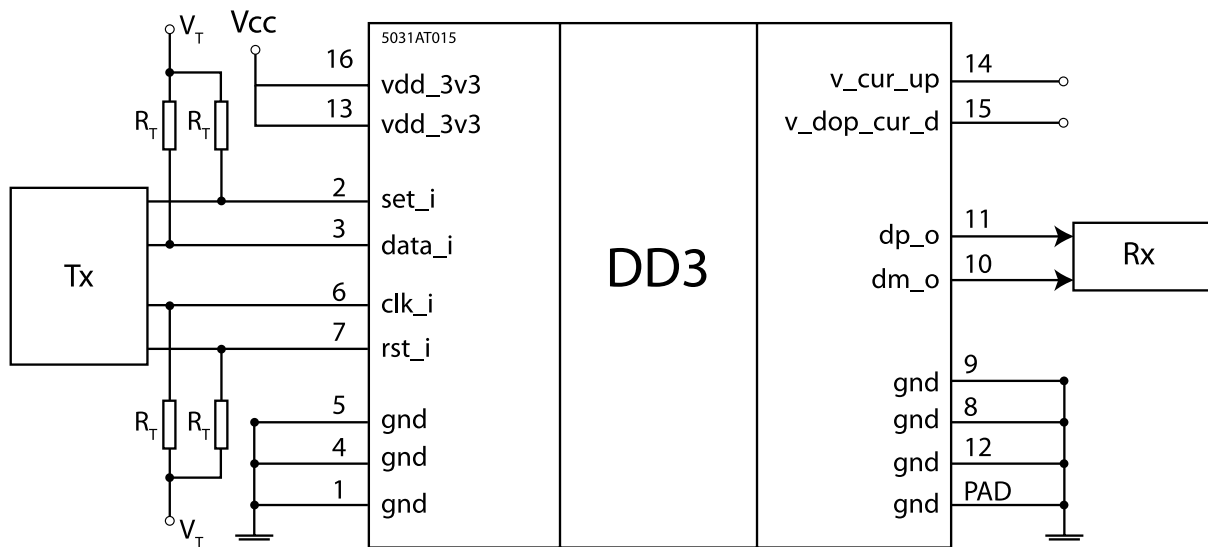 V_T
Vcc
5031AT015
16 vdd_3v3
13 vdd_3v3
R_T R_T
2 set_i
3 data_i
Tx
6 clk_i
7 rst_i
R_T R_T
5 gnd
4 gnd
1 gnd
V_T
DD3
v_cur_up 14
v_dop_cur_d 15
dp_o 11
dm_o 10
Rx
gnd 9
gnd 8
gnd 12
gnd PAD